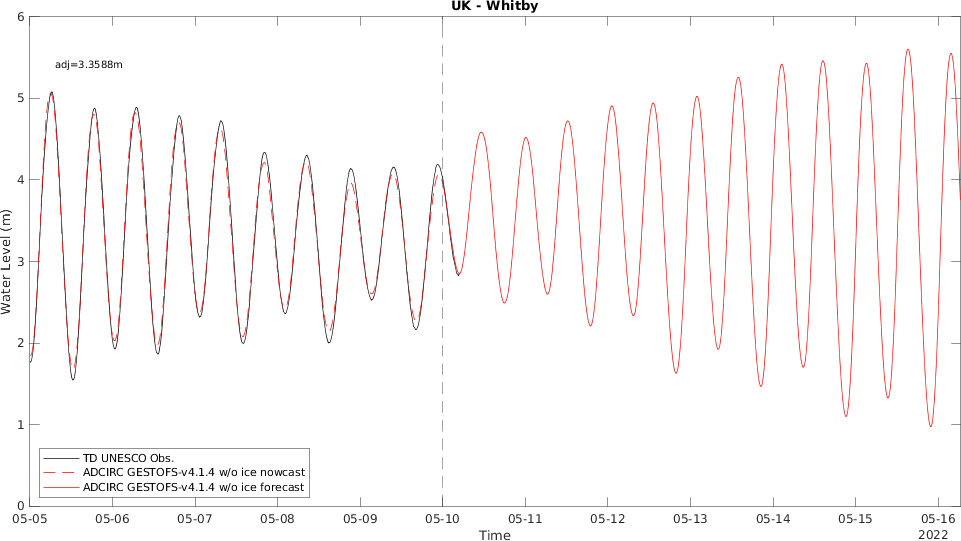 UK - Whitby
adj=3.3588m
Water Level (m)
6
5
4
3
2
1
0
TD UNESCO Obs.
ADCIRC GESTOFS-v4.1.4 w/o ice nowcast
ADCIRC GESTOFS-v4.1.4 w/o ice forecast
05-05 05-06 05-07 05-08 05-09 05-10 05-11 05-12 05-13 05-14 05-15 05-16
Time
2022